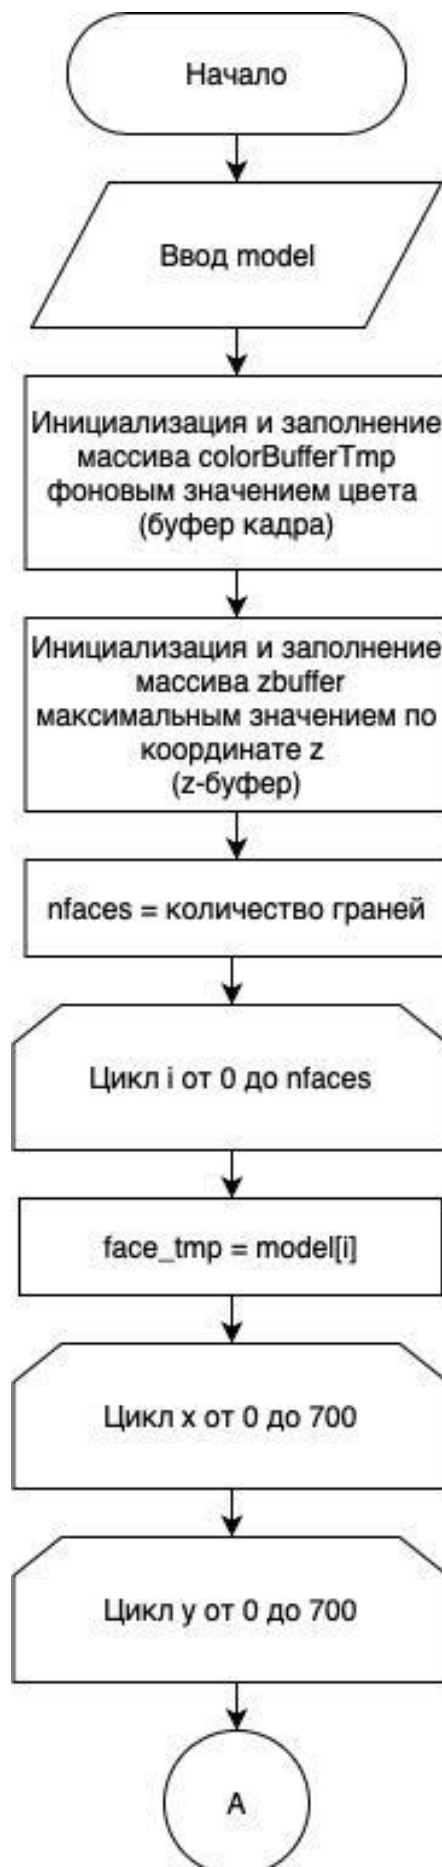 Начало
Ввод model
Инициализация и заполнение
массива colorBufferTmp
фоновым значением цвета
(буфер кадра)
Инициализация и заполнение
массива zbuffer
максимальным значением по
координате z
(z-буфер)
nfaces = количество граней
Цикл i от 0 до nfaces
face_tmp = model[i]
Цикл x от 0 до 700
Цикл y от 0 до 700
A